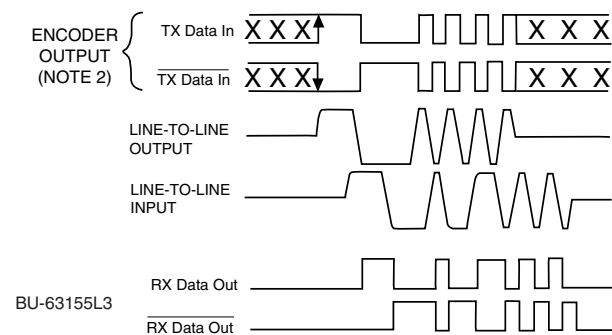 ENCODER
OUTPUT
(NOTE 2)
TX Data In
X X X
X X X
TX Data In
X X X
X X X
LINE-TO-LINE
OUTPUT
LINE-TO-LINE
INPUT
RX Data Out
BU-63155L3
RX Data Out